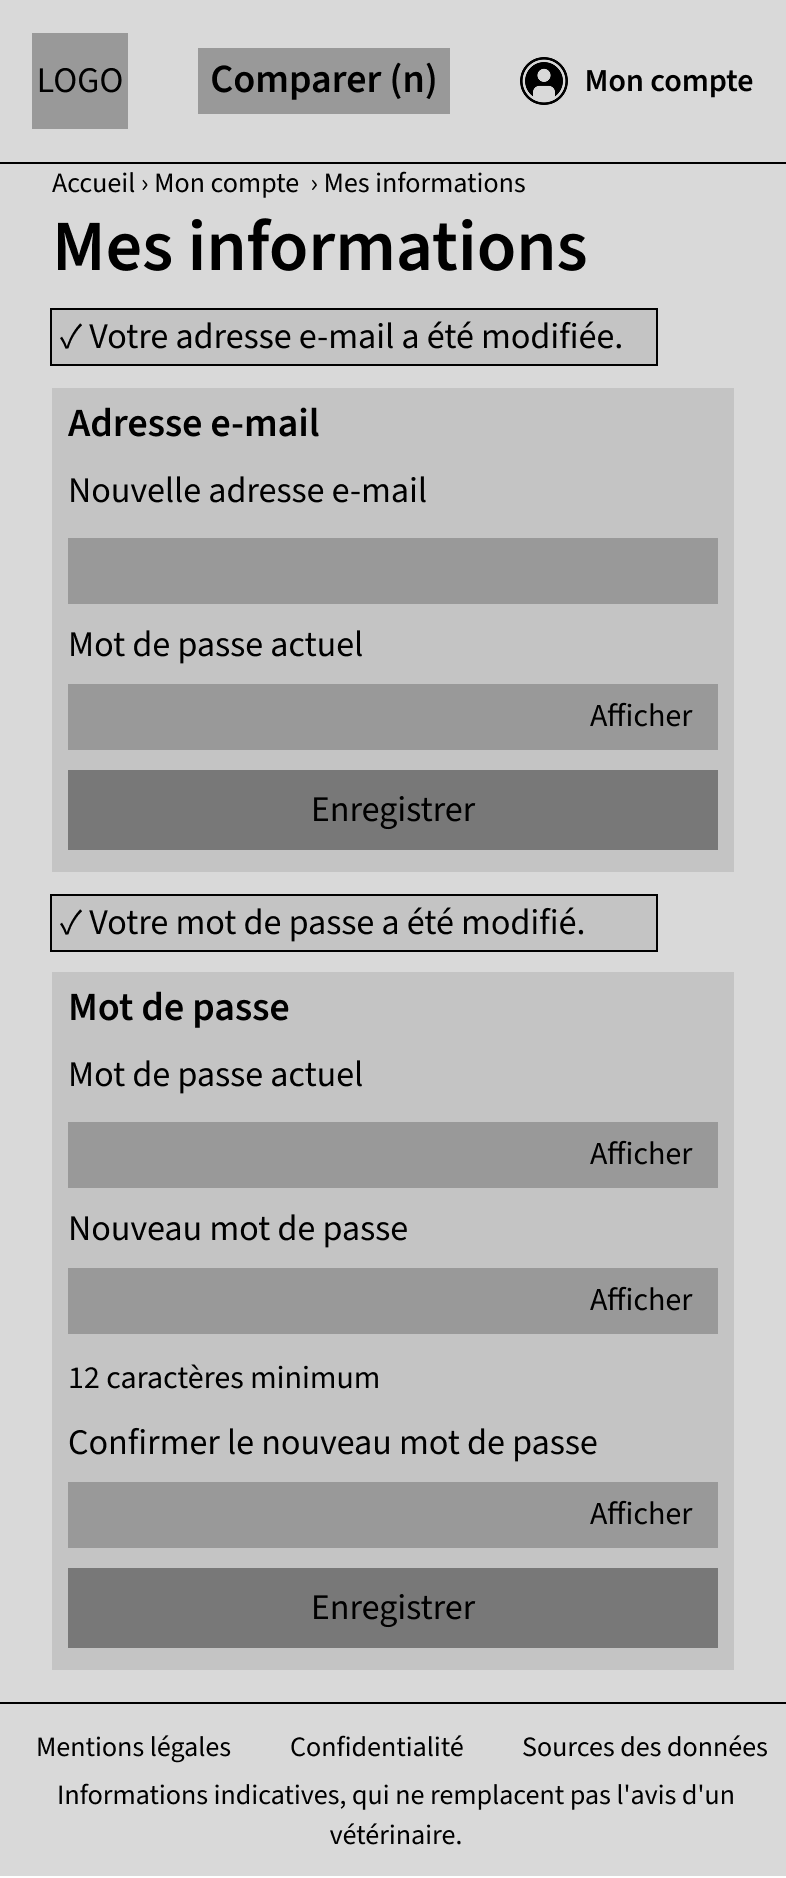 LOGO
Comparer (n)
Mon compte
Accueil › Mon compte › Mes informations
Mes informations
✓ Votre adresse e-mail a été modifiée.
Adresse e-mail
Nouvelle adresse e-mail
Mot de passe actuel
Afficher
Enregistrer
✓ Votre mot de passe a été modifié.
Mot de passe
Mot de passe actuel
Afficher
Nouveau mot de passe
Afficher
12 caractères minimum
Confirmer le nouveau mot de passe
Afficher
Enregistrer
Mentions légales
Confidentialité
Sources des données
Informations indicatives, qui ne remplacent pas l'avis d'un
vétérinaire.